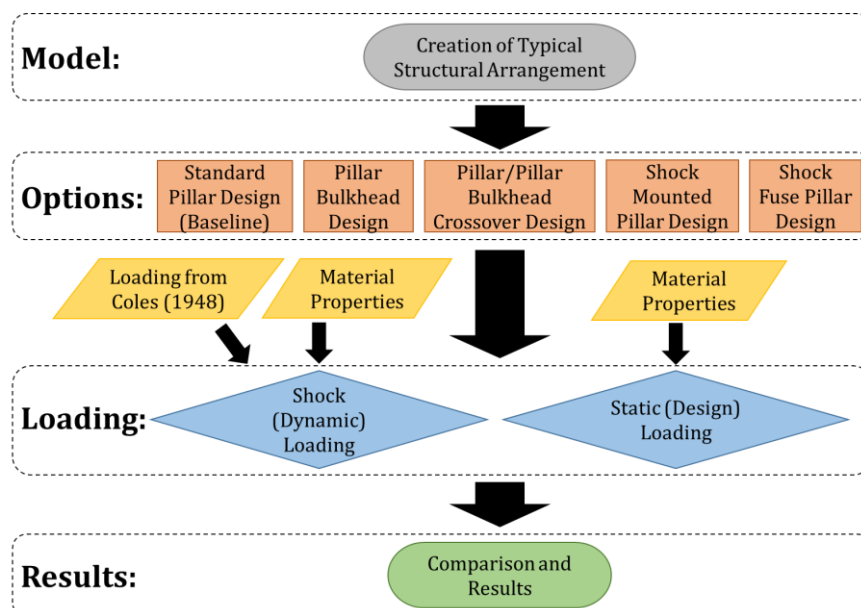 Model:
Creation of Typical
Structural Arrangement
Options:
Standard
Pillar Design
(Baseline)
Pillar
Bulkhead
Design
Pillar/Pillar
Bulkhead
Crossover Design
Shock
Mounted
Pillar Design
Shock
Fuse Pillar
Design
Loading from
Coles (1948)
Material
Properties
Material
Properties
Loading:
Shock
(Dynamic)
Loading
Static (Design)
Loading
Results:
Comparison and
Results